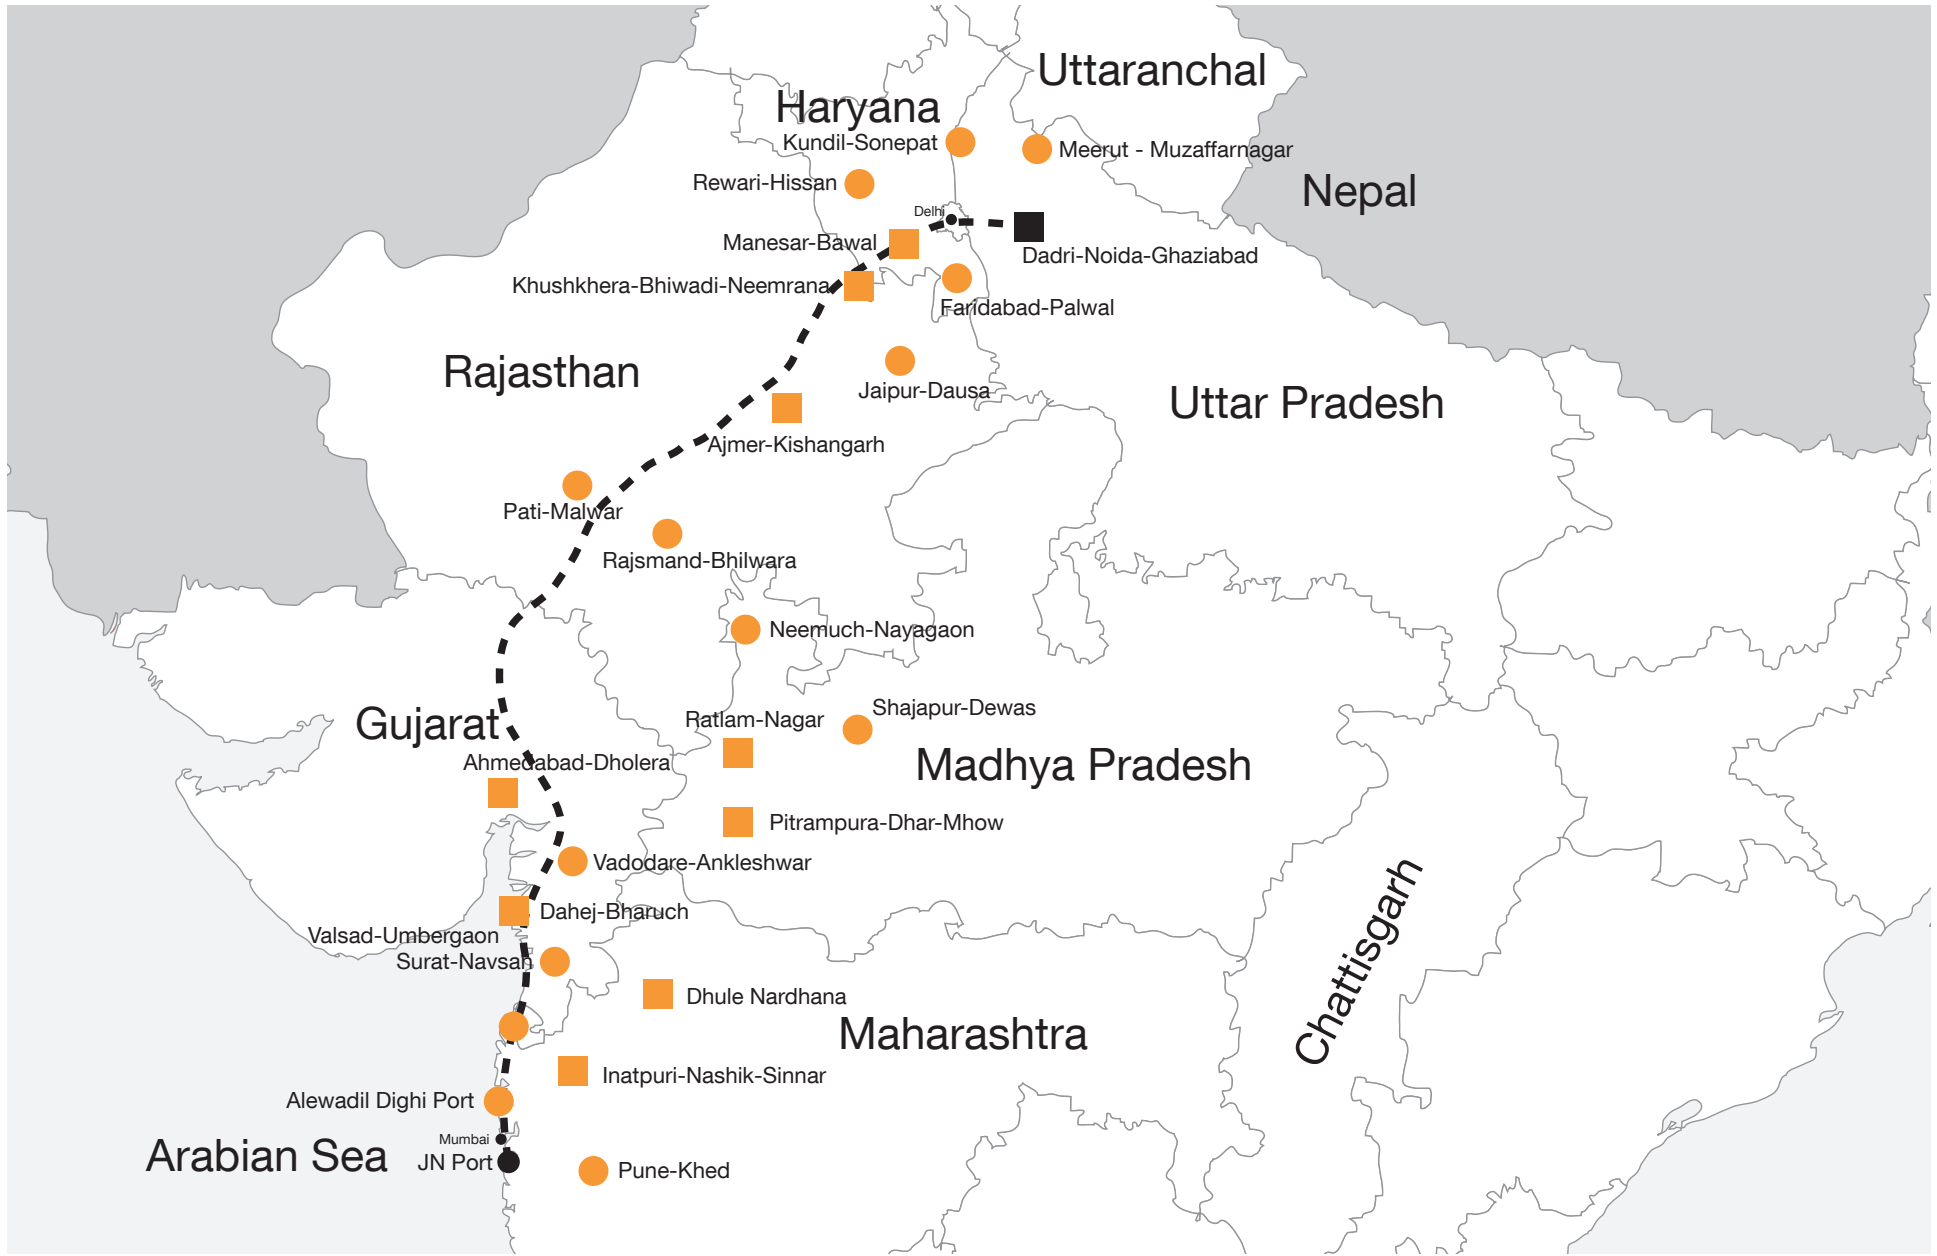 Uttaranchal
Haryana
Kundil-Sonepat
Meerut - Muzaffarnagar
Rewari-Hissan
Nepal
Delhi
Manesar-Bawal
Dadri-Noida-Ghaziabad
Khushkhera-Bhiwadi-Neemrana
Faridabad-Palwal
Rajasthan
Jaipur-Dausa
Uttar Pradesh
Ajmer-Kishangarh
Pati-Malwar
Rajsmand-Bhilwara
Neemuch-Nayagaon
Shajapur-Dewas
Ratlam-Nagar
Gujarat
Ahmedabad-Dholera
Madhya Pradesh
Pitrampura-Dhar-Mhow
Vadodare-Ankleshwar
Dahej-Bharuch
Valsad-Umbergaon
Surat-Navsah
Chattisgarh
Dhule Nardhana
Maharashtra
Inatpuri-Nashik-Sinnar
Alewadil Dighi Port
Mumbai
Arabian Sea
JN Port
Pune-Khed